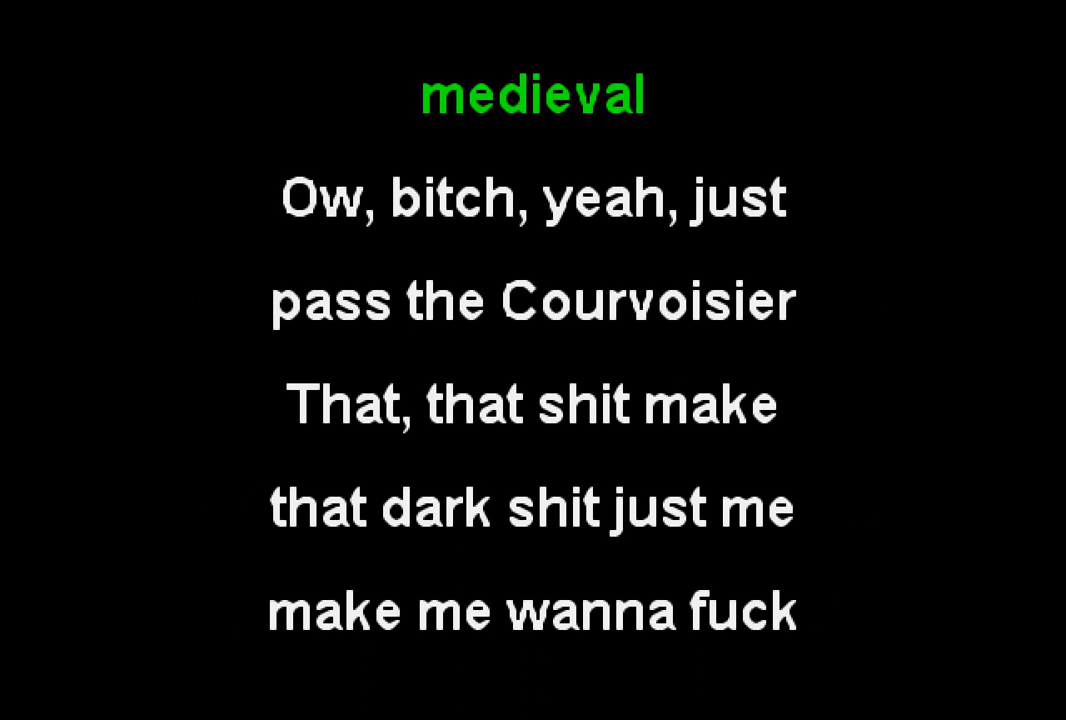 medieval
Ow, bitch, yeah, just
pass the Courvoisier
That, that shit make
that dark shit just me
make me wanna fuck